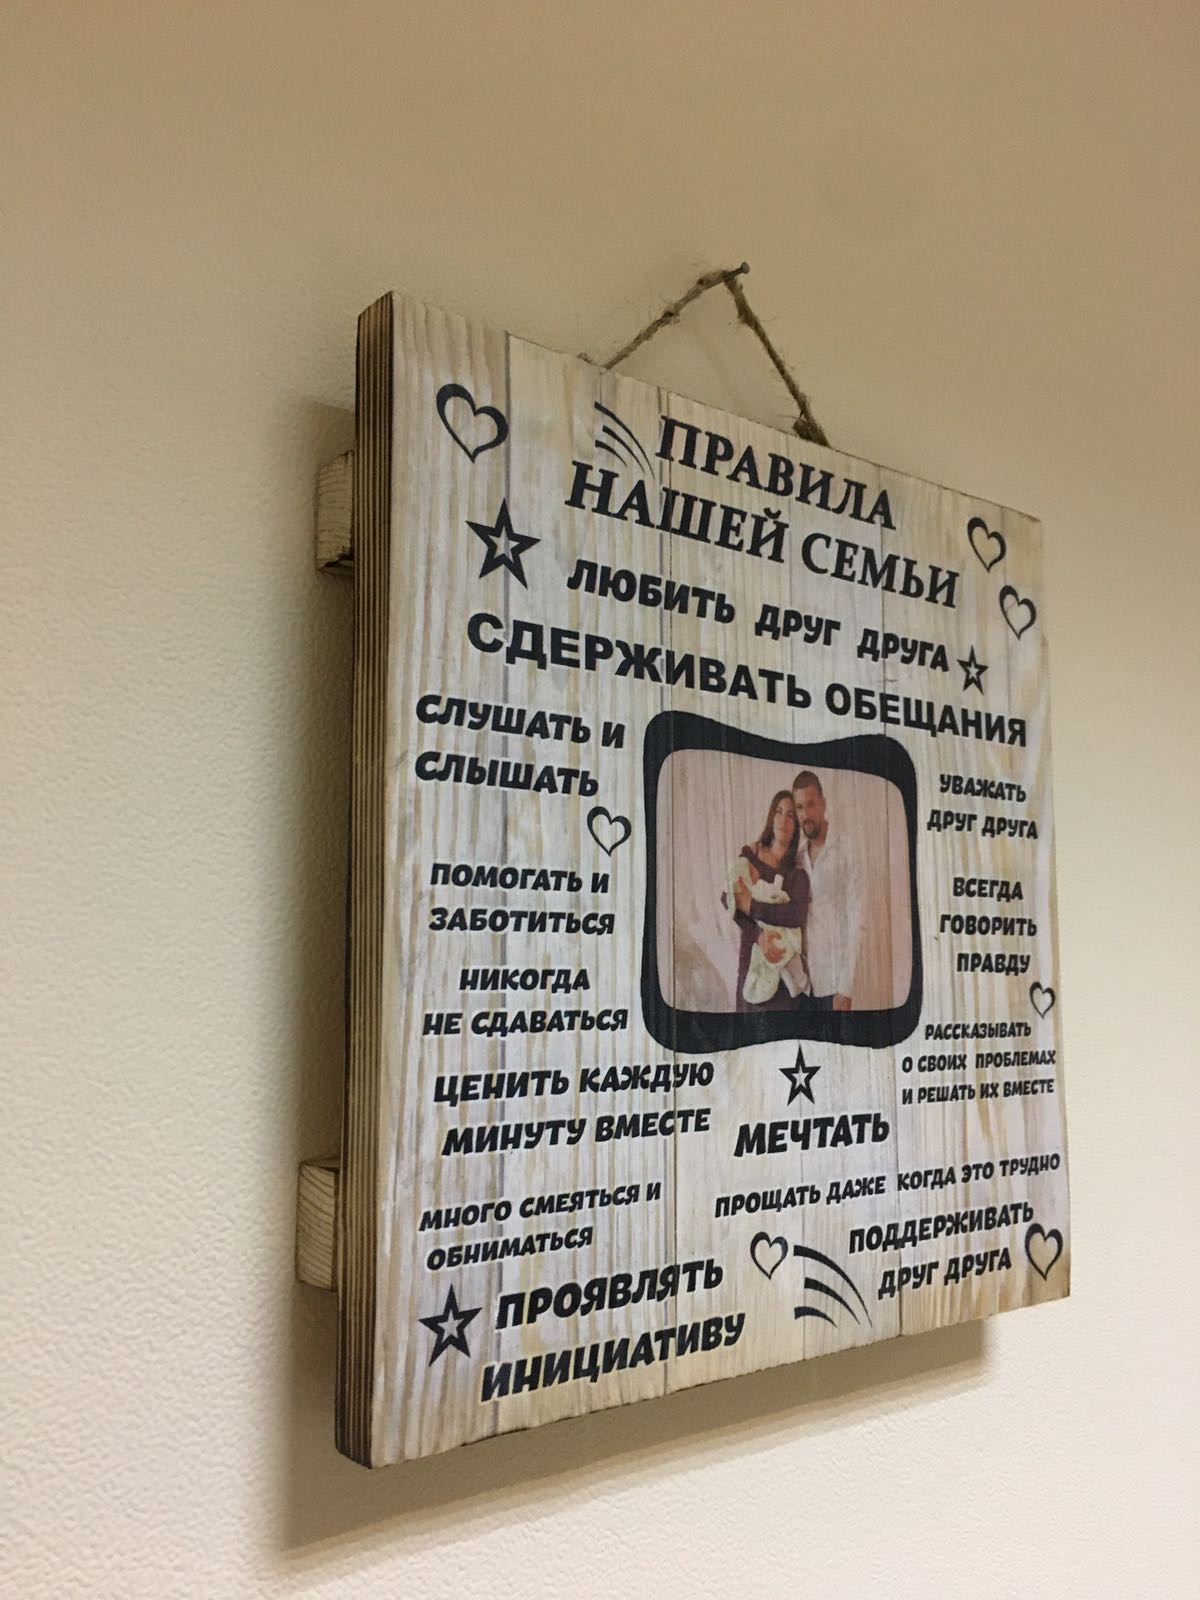 ПРАВИЛА
НАШЕЙ СЕМЬИ
ЛЮБИТЬ ДРУГ ДРУГА
СДЕРЖИВАТЬ ОБЕЩАНИЯ
СЛУШАТЬ И
СЛЫШАТЬ
УВАЖАТЬ
ДРУГ ДРУГА
ПОМОГАТЬ И
ЗАБОТИТЬСЯ
ВСЕГДА
ГОВОРИТЬ
ПРАВДУ
НИКОГДА
НЕ СДАВАТЬСЯ
РАССКАЗЫВАТЬ
О СВОИХ ПРОБЛЕМАХ
И РЕШАТЬ ИХ ВМЕСТЕ
ЦЕНИТЬ КАЖДУЮ
МИНУТУ ВМЕСТЕ
МЕЧТАТЬ
ПРОЩАТЬ ДАЖЕ КОГДА ЭТО ТРУДНО
МНОГО СМЕЯТЬСЯ И
ОБНИМАТЬСЯ
ПОДДЕРЖИВАТЬ
ДРУГ ДРУГА
ПРОЯВЛЯТЬ
ИНИЦИАТИВУ